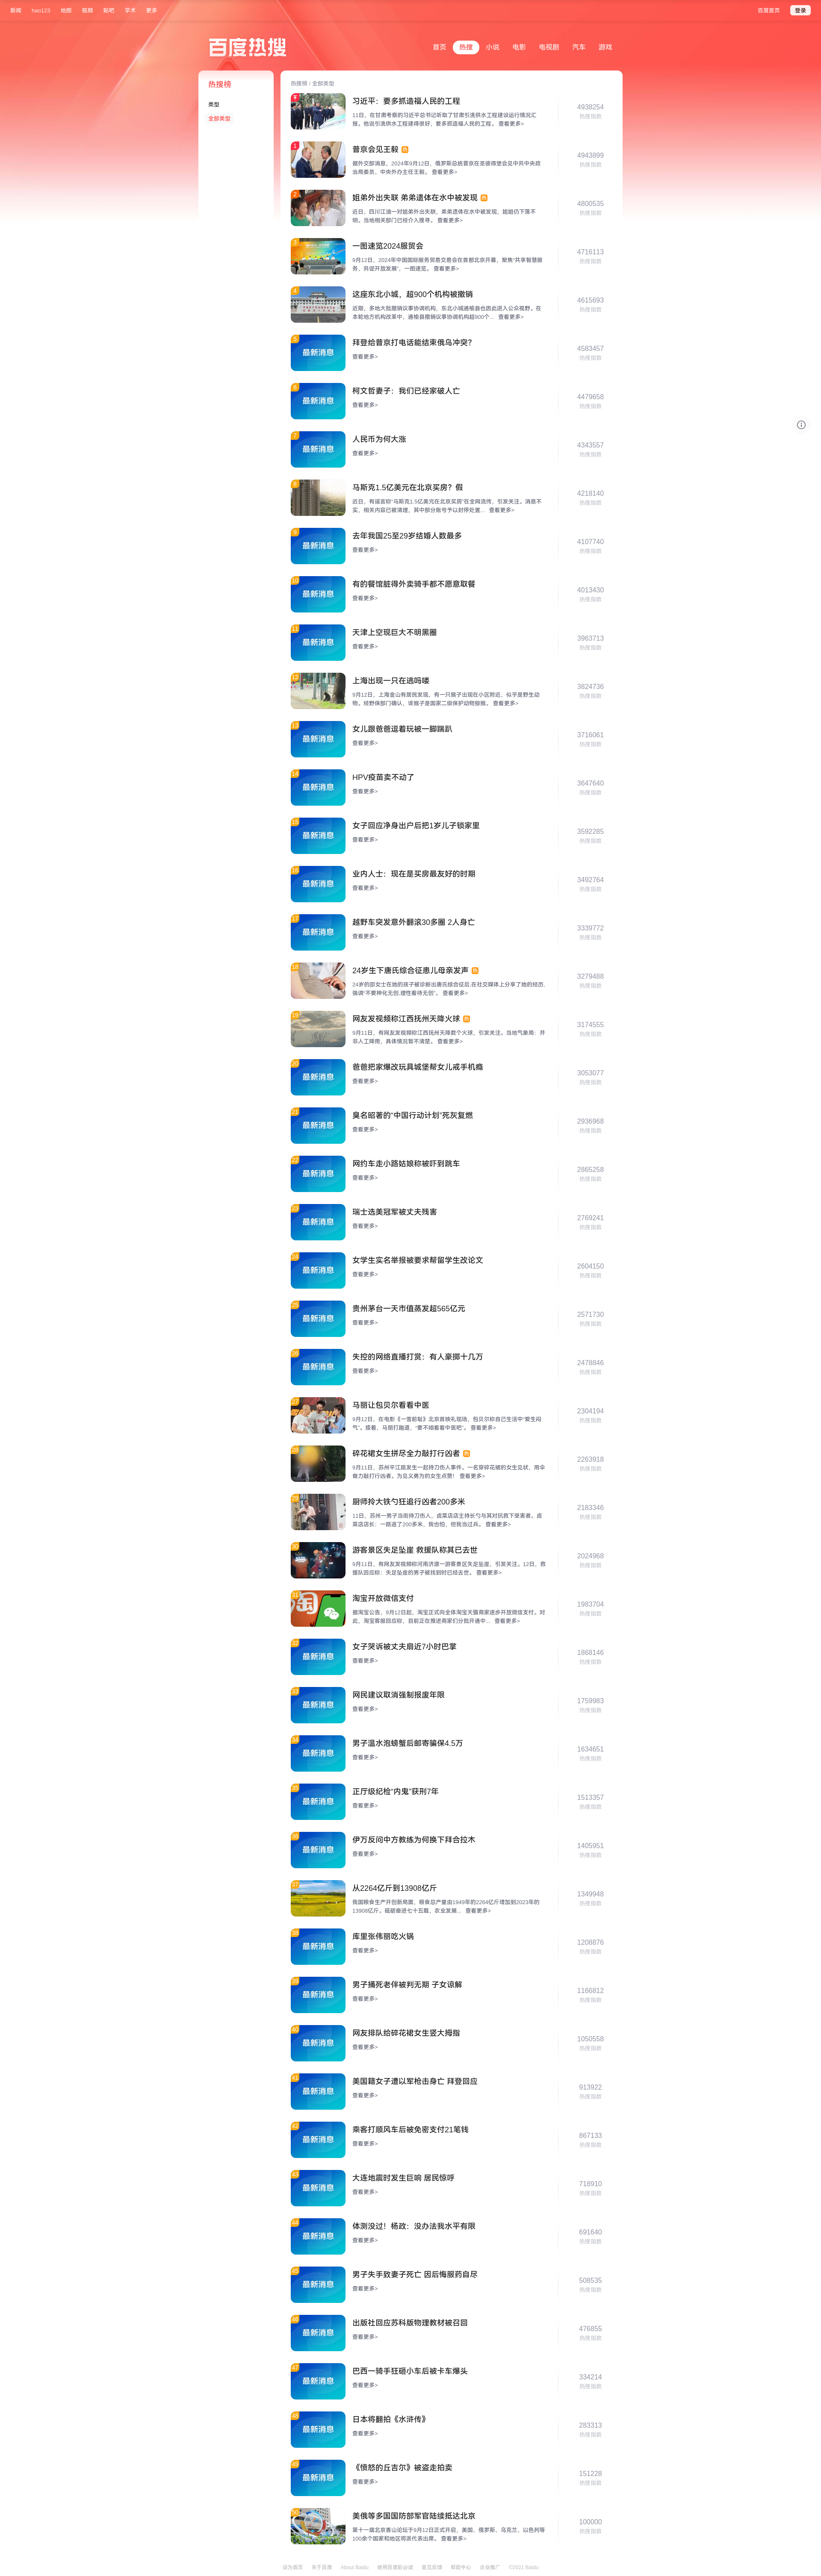 新闻 hao123 地图 视频 贴吧 学术 更多
百度首页 登录
百度热搜
首页 热搜 小说 电影 电视剧 汽车 游戏
热搜榜
类型
全部类型
热搜榜 / 全部类型
习近平：要多抓造福人民的工程
11日，在甘肃考察的习近平总书记听取了甘肃引洮供水工程建设运行情况汇
报。他说引洮供水工程建得很好，要多抓造福人民的工程。 查看更多>
4938254
热搜指数
1
普京会见王毅 热
据外交部消息，2024年9月12日，俄罗斯总统普京在圣彼得堡会见中共中央政
治局委员、中央外办主任王毅。 查看更多>
4943899
热搜指数
2
姐弟外出失联 弟弟遗体在水中被发现 热
近日，四川江油一对姐弟外出失联，弟弟遗体在水中被发现，姐姐仍下落不
明。当地相关部门已经介入搜寻。 查看更多>
4800535
热搜指数
3
一图速览2024服贸会
9月12日，2024年中国国际服务贸易交易会在首都北京开幕，聚焦"共享智慧服
务、共促开放发展"，一图速览。 查看更多>
4716113
热搜指数
4
这座东北小城，超900个机构被撤销
近期，多地大批撤销议事协调机构，东北小城通榆县也因此进入公众视野。在
本轮地方机构改革中，通榆县撤销议事协调机构超900个... 查看更多>
4615693
热搜指数
5
最新消息
拜登给普京打电话能结束俄乌冲突？
查看更多>
4583457
热搜指数
6
最新消息
柯文哲妻子：我们已经家破人亡
查看更多>
4479658
热搜指数
7
最新消息
人民币为何大涨
查看更多>
4343557
热搜指数
8
马斯克1.5亿美元在北京买房？假
近日，有谣言称"马斯克1.5亿美元在北京买房"在全网流传，引发关注。消息不
实，相关内容已被清理，其中部分账号予以封停处置... 查看更多>
4218140
热搜指数
9
最新消息
去年我国25至29岁结婚人数最多
查看更多>
4107740
热搜指数
10
最新消息
有的餐馆脏得外卖骑手都不愿意取餐
查看更多>
4013430
热搜指数
11
最新消息
天津上空现巨大不明黑圈
查看更多>
3963713
热搜指数
12
上海出现一只在逃吗喽
9月12日，上海金山有居民发现，有一只猴子出现在小区附近，似乎是野生动
物。经野保部门确认，该猴子是国家二级保护动物猕猴。 查看更多>
3824736
热搜指数
13
最新消息
女儿跟爸爸逗着玩被一脚踹趴
查看更多>
3716061
热搜指数
14
最新消息
HPV疫苗卖不动了
查看更多>
3647640
热搜指数
15
最新消息
女子回应净身出户后把1岁儿子锁家里
查看更多>
3592285
热搜指数
16
最新消息
业内人士：现在是买房最友好的时期
查看更多>
3492764
热搜指数
17
最新消息
越野车突发意外翻滚30多圈 2人身亡
查看更多>
3339772
热搜指数
18
24岁生下唐氏综合征患儿母亲发声 热
24岁的邵女士在她的孩子被诊断出唐氏综合征后,在社交媒体上分享了她的经历,
强调"不要神化无创,理性看待无创"。 查看更多>
3279488
热搜指数
19
网友发视频称江西抚州天降火球 热
9月11日，有网友发视频称江西抚州天降数个火球，引发关注。当地气象局：并
非人工降雨，具体情况暂不清楚。 查看更多>
3174555
热搜指数
20
最新消息
爸爸把家爆改玩具城堡帮女儿戒手机瘾
查看更多>
3053077
热搜指数
21
最新消息
臭名昭著的"中国行动计划"死灰复燃
查看更多>
2936968
热搜指数
22
最新消息
网约车走小路姑娘称被吓到跳车
查看更多>
2865258
热搜指数
23
最新消息
瑞士选美冠军被丈夫残害
查看更多>
2769241
热搜指数
24
最新消息
女学生实名举报被要求帮留学生改论文
查看更多>
2604150
热搜指数
25
最新消息
贵州茅台一天市值蒸发超565亿元
查看更多>
2571730
热搜指数
26
最新消息
失控的网络直播打赏：有人豪掷十几万
查看更多>
2478846
热搜指数
27
马丽让包贝尔看看中医
9月12日，在电影《一雪前耻》北京首映礼现场，包贝尔称自己生活中"爱生闷
气"。接着，马丽打趣道，"要不咱看看中医吧"。 查看更多>
2304194
热搜指数
28
碎花裙女生拼尽全力敲打行凶者 热
9月11日，苏州平江路发生一起持刀伤人事件。一名穿碎花裙的女生见状，用伞
奋力敲打行凶者。为见义勇为的女生点赞！ 查看更多>
2263918
热搜指数
29
厨师拎大铁勺狂追行凶者200多米
11日，苏州一男子当街持刀伤人，卤菜店店主持长勺与其对抗救下受害者。卤
菜店店长：一路追了200多米，我也怕，但我当过兵。 查看更多>
2183346
热搜指数
30
游客景区失足坠崖 救援队称其已去世
9月11日，有网友发视频称河南济源一游客景区失足坠崖，引发关注。12日，救
援队回应称：失足坠崖的男子被找到时已经去世。 查看更多>
2024968
热搜指数
31
淘宝开放微信支付
据淘宝公告，9月12日起，淘宝正式向全体淘宝天猫商家逐步开放微信支付。对
此，淘宝客服回应称，目前正在推进商家们分批开通中... 查看更多>
1983704
热搜指数
32
最新消息
女子哭诉被丈夫扇近7小时巴掌
查看更多>
1868146
热搜指数
33
最新消息
网民建议取消强制报废年限
查看更多>
1759983
热搜指数
34
最新消息
男子温水泡螃蟹后邮寄骗保4.5万
查看更多>
1634651
热搜指数
35
最新消息
正厅级纪检"内鬼"获刑7年
查看更多>
1513357
热搜指数
36
最新消息
伊万反问中方教练为何换下拜合拉木
查看更多>
1405951
热搜指数
37
从2264亿斤到13908亿斤
我国粮食生产开创新局面，粮食总产量由1949年的2264亿斤增加到2023年的
13908亿斤。砥砺奋进七十五载，农业发展... 查看更多>
1349948
热搜指数
38
最新消息
库里张伟丽吃火锅
查看更多>
1208876
热搜指数
39
最新消息
男子捅死老伴被判无期 子女谅解
查看更多>
1166812
热搜指数
40
最新消息
网友排队给碎花裙女生竖大拇指
查看更多>
1050558
热搜指数
41
最新消息
美国籍女子遭以军枪击身亡 拜登回应
查看更多>
913922
热搜指数
42
最新消息
乘客打顺风车后被免密支付21笔钱
查看更多>
867133
热搜指数
43
最新消息
大连地震时发生巨响 居民惊呼
查看更多>
718910
热搜指数
44
最新消息
体测没过！杨政：没办法我水平有限
查看更多>
691640
热搜指数
45
最新消息
男子失手致妻子死亡 因后悔服药自尽
查看更多>
508535
热搜指数
46
最新消息
出版社回应苏科版物理教材被召回
查看更多>
476855
热搜指数
47
最新消息
巴西一骑手狂砸小车后被卡车爆头
查看更多>
334214
热搜指数
48
最新消息
日本将翻拍《水浒传》
查看更多>
283313
热搜指数
49
最新消息
《愤怒的丘吉尔》被盗走拍卖
查看更多>
151228
热搜指数
50
美俄等多国国防部军官陆续抵达北京
第十一届北京香山论坛于9月12日正式开启，美国、俄罗斯、乌克兰、以色列等
100余个国家和地区将派代表出席。 查看更多>
100000
热搜指数
设为首页 关于百度 About Baidu 使用百度前必读 意见反馈 帮助中心 企业推广 ©2021 Baidu